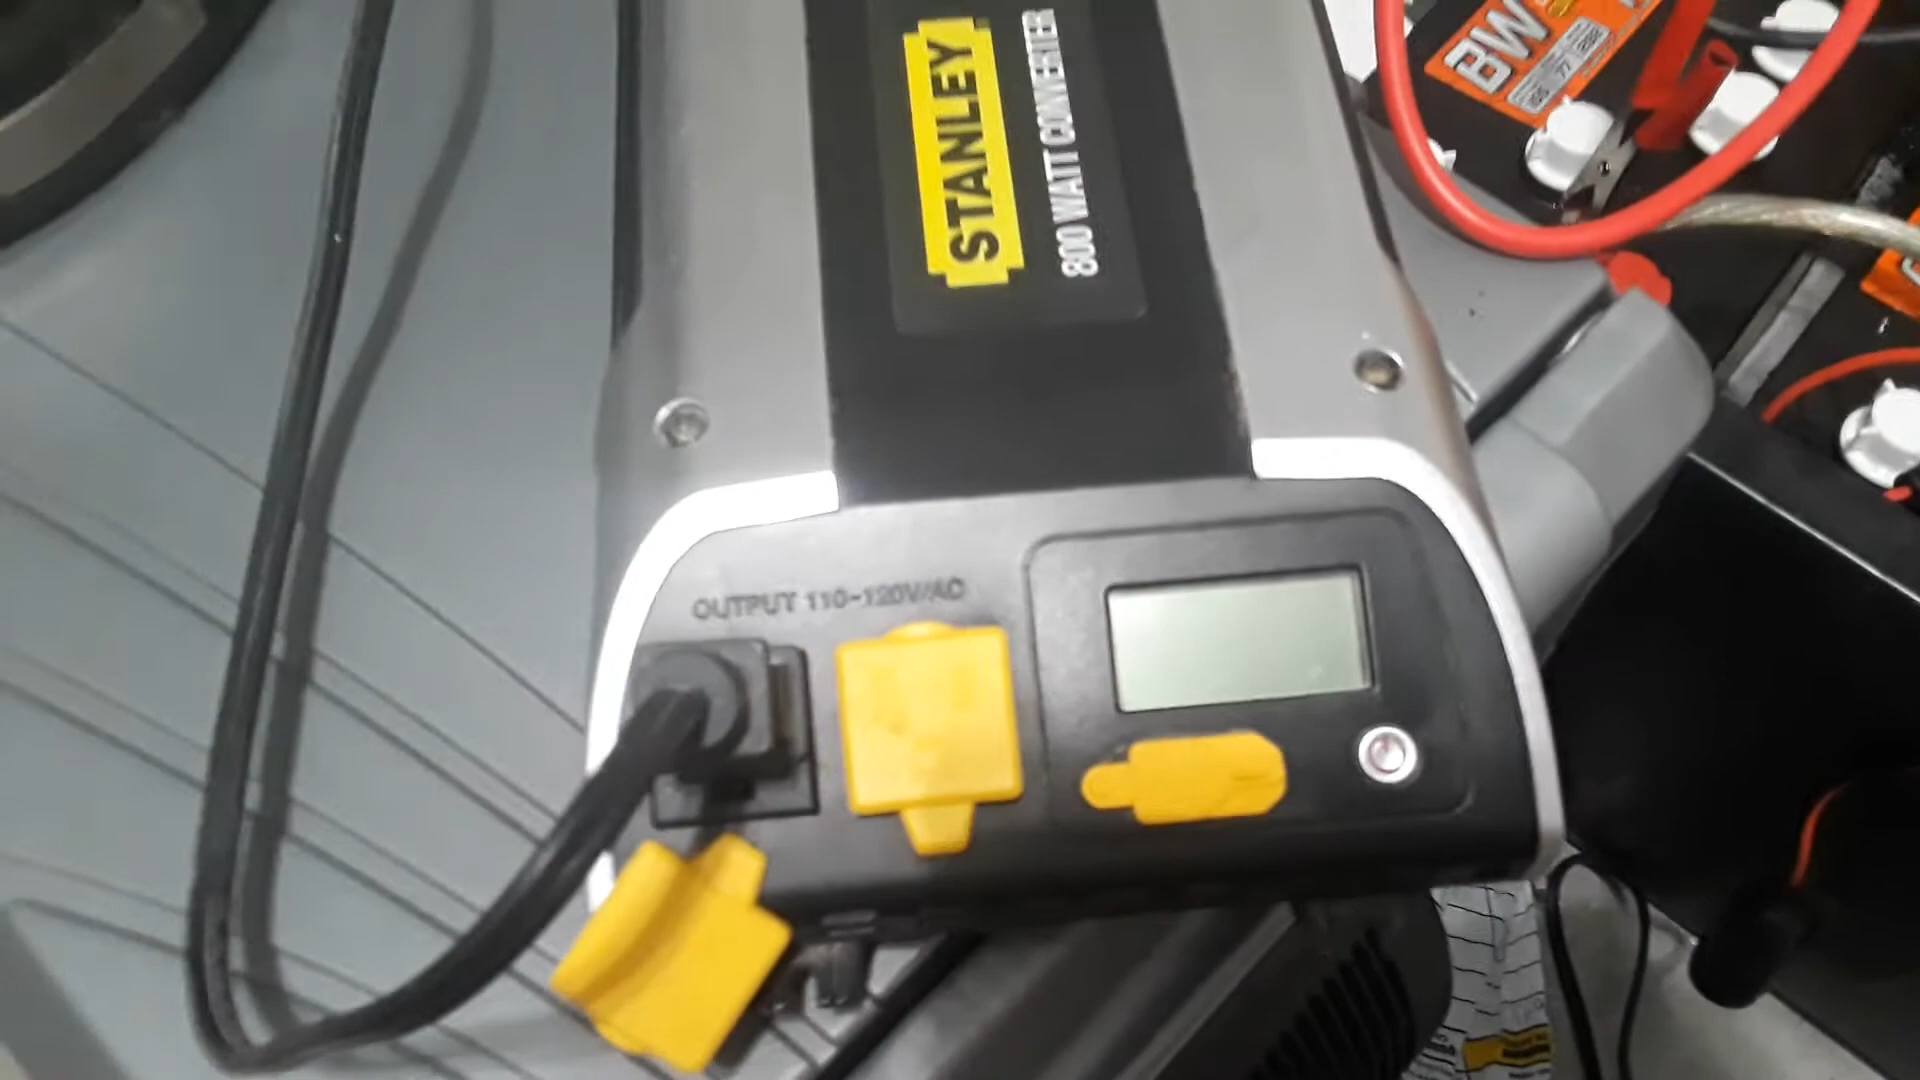 STANLEY
800 WATT CONVERTER
OUTPUT 110-120V/AC
BW